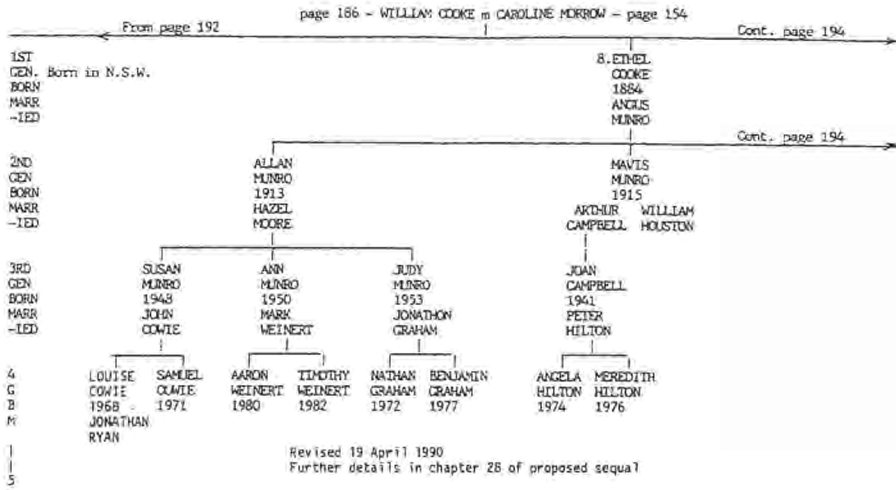 page 186 - WILLIAM COOKE m CAROLINE MORROW - page 154
From page 192 Cont. page 194
1ST 8.ETHEL
GEN. Born in N.S.W. COOKE
BORN 1884
MARR ANGUS
-IED MUNRO
Cont. page 194
2ND ALLAN MAVIS
GEN MUNRO MUNRO
BORN 1913 1915
MARR HAZEL ARTHUR WILLIAM
-IED MOORE CAMPBELL HOUSTON
3RD SUSAN ANN JUDY JOAN
GEN MUNRO MUNRO MUNRO CAMPBELL
BORN 1948 1950 1953 1941
MARR JOHN MARK JONATHON PETER
-IED COWIE WEINERT GRAHAM HILTON
4 LOUISE SAMUEL AARON TIMOTHY NATHAN BENJAMIN ANGELA MEREDITH
G COWIE COWIE WEINERT WEINERT GRAHAM GRAHAM HILTON HILTON
B 1968 1971 1980 1982 1972 1977 1974 1976
M JONATHAN
RYAN
Revised 19 April 1990
Further details in chapter 28 of proposed sequal
5